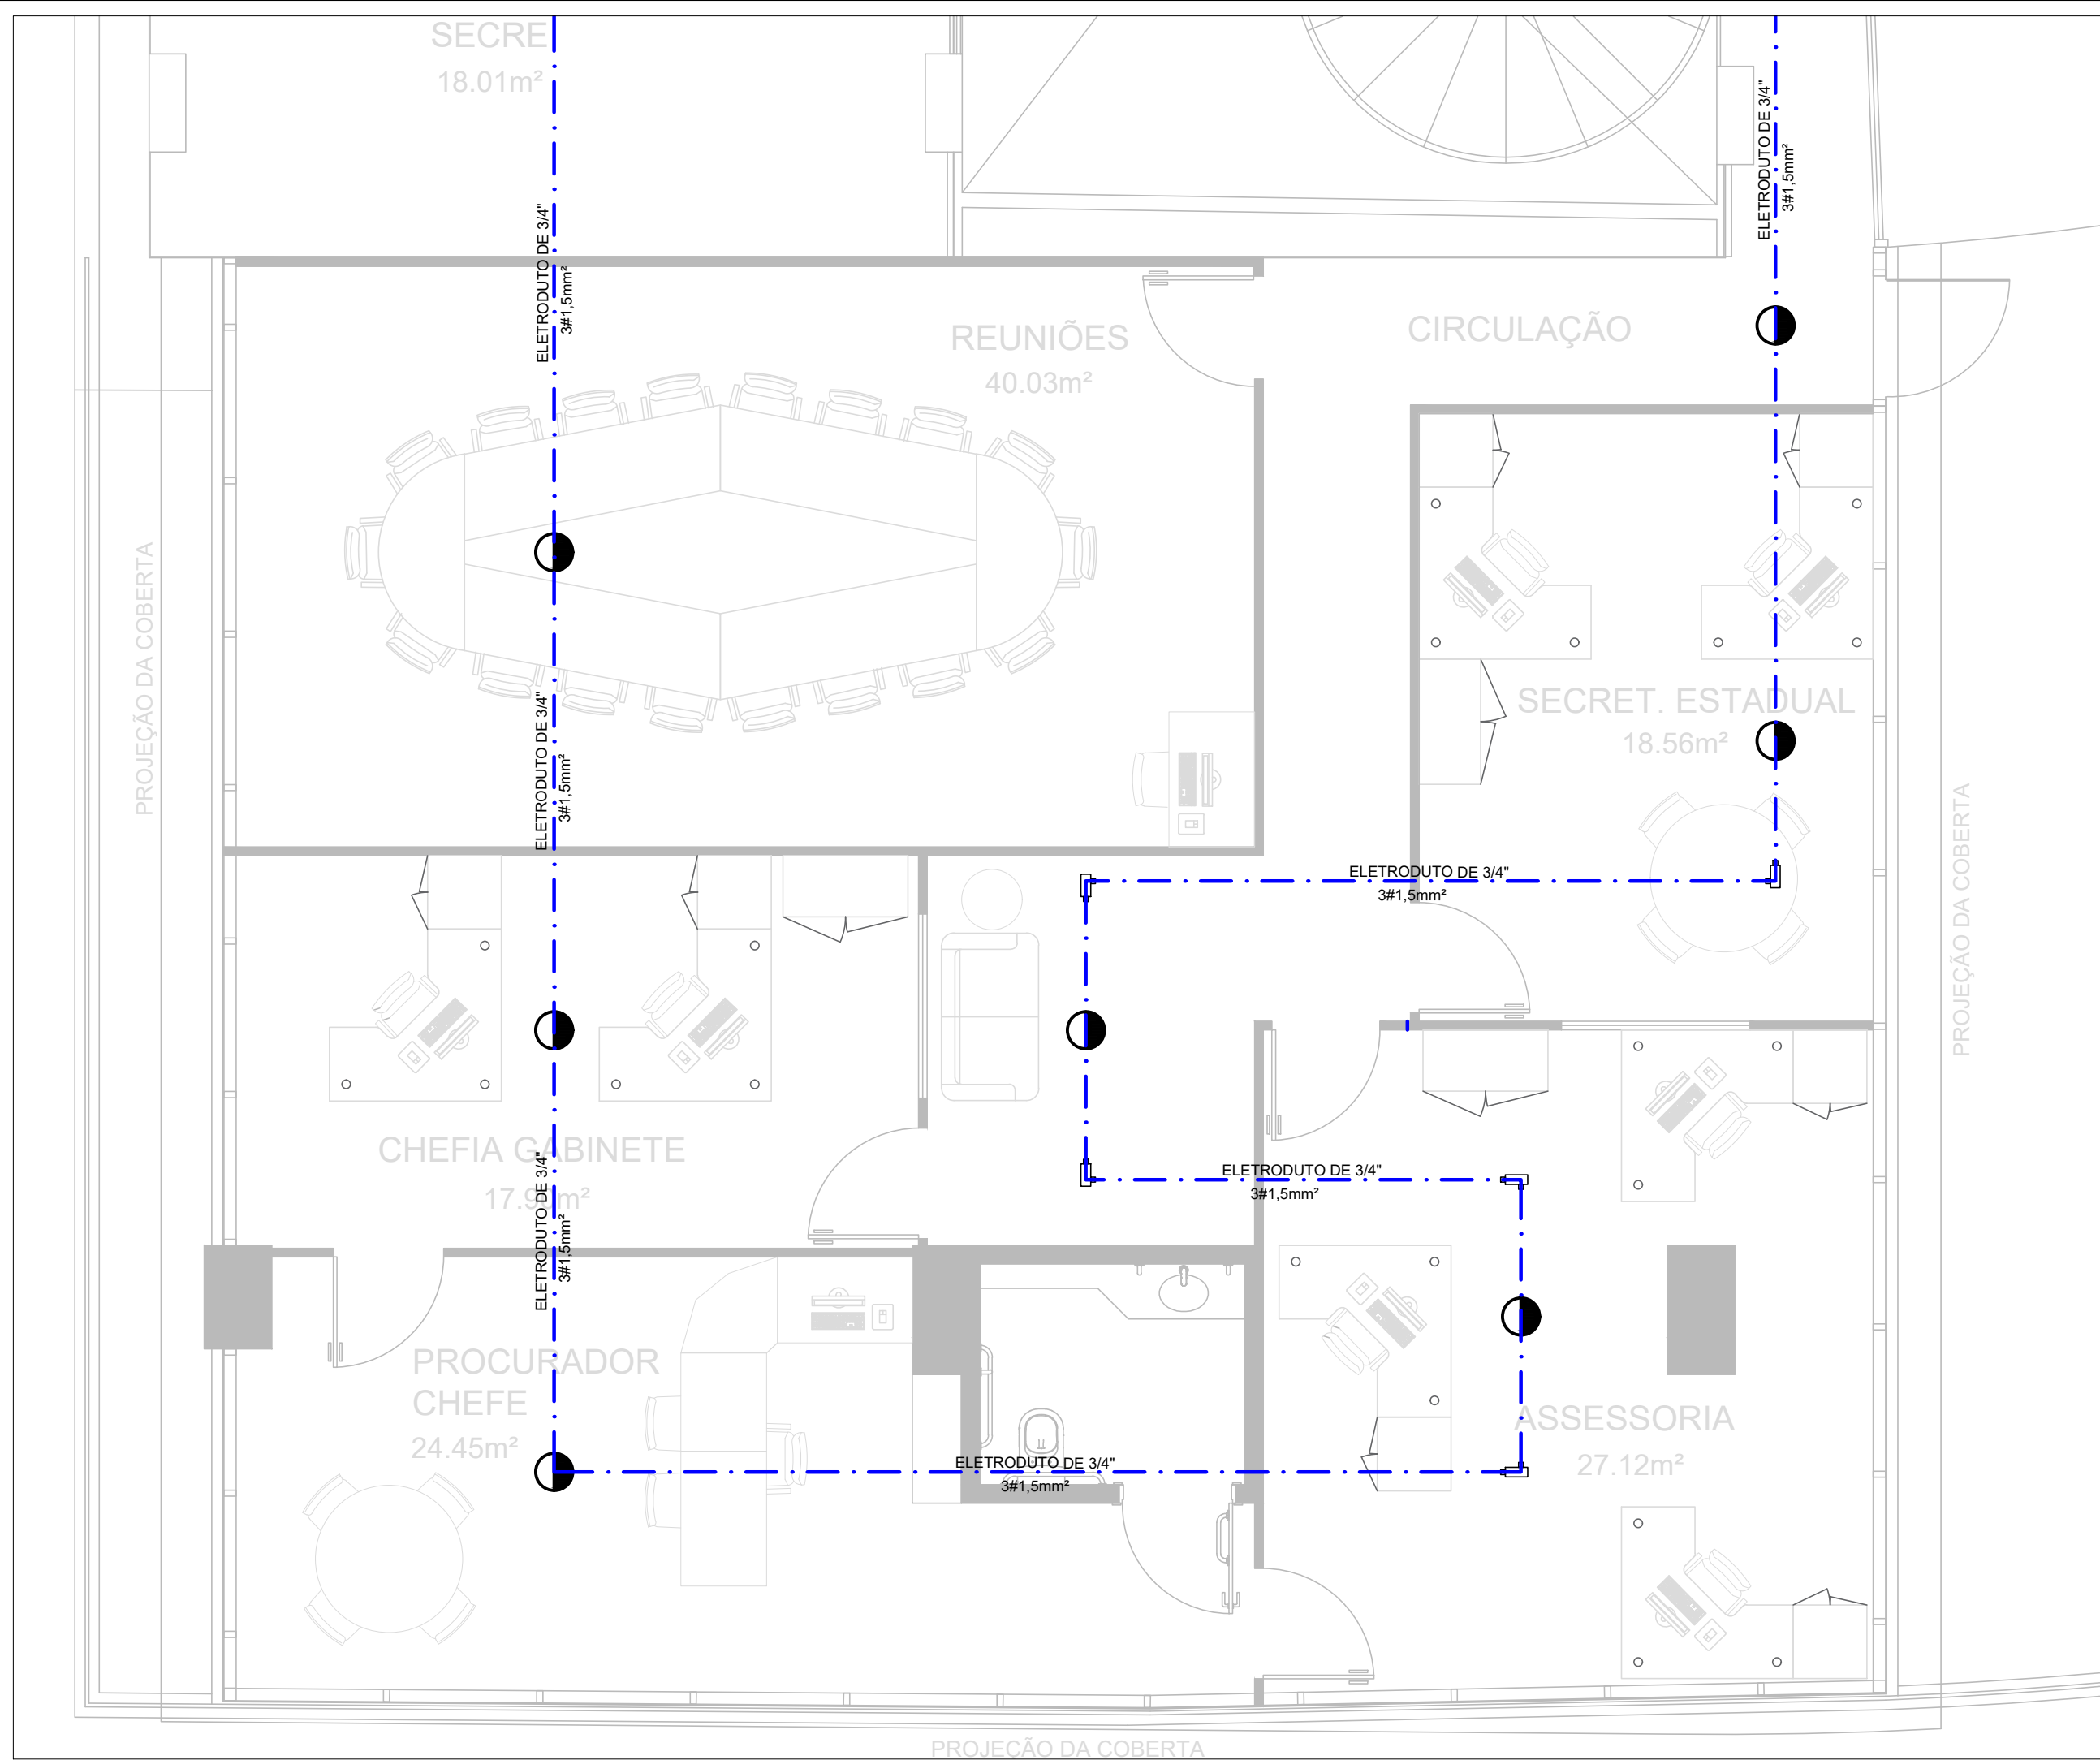 SECRE
18.01m²
ELETRODUTO DE 3/4"
3#1,5mm²
ELETRODUTO DE 3/4"
3#1,5mm²
REUNIÕES
40.03m²
CIRCULAÇÃO
PROJEÇÃO DA COBERTA
ELETRODUTO DE 3/4"
3#1,5mm²
SECRET. ESTADUAL
18.56m²
PROJEÇÃO DA COBERTA
ELETRODUTO DE 3/4"
3#1,5mm²
CHEFIA GABINETE
ELETRODUTO DE 3/4"
3#1,5mm²
ELETRODUTO DE 3/4"
3#1,5mm²
PROCURADOR
CHEFE
24.45m²
ASSESSORIA
27.12m²
ELETRODUTO DE 3/4"
3#1,5mm²
PROJEÇÃO DA COBERTA